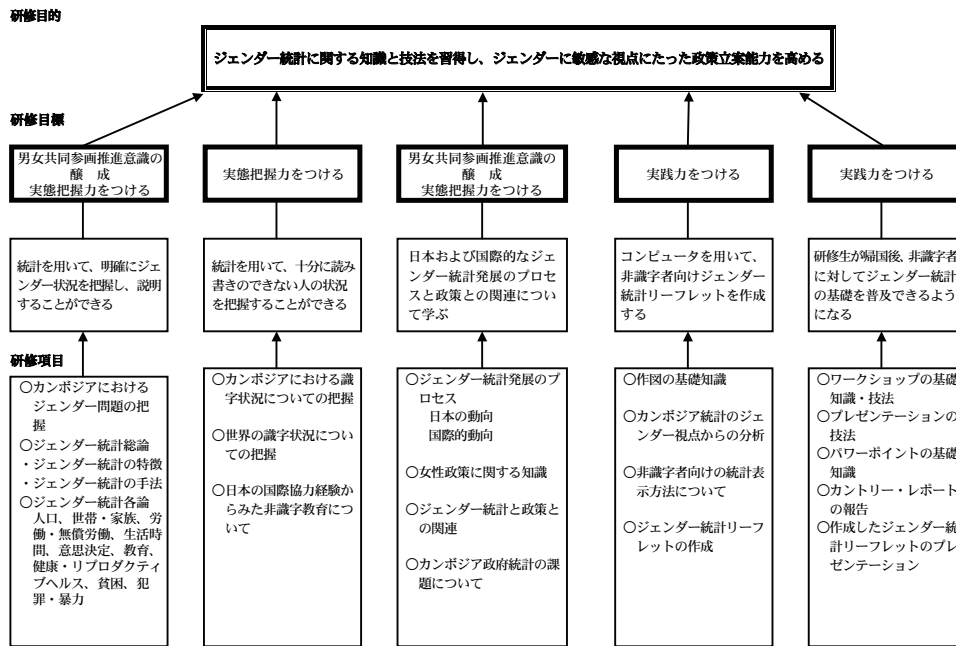 研修目的
ジェンダー統計に関する知識と技法を習得し、ジェンダーに敏感な視点にたった政策立案能力を高める
研修目標
男女共同参画推進意識の
醸　成
実態把握力をつける
実態把握力をつける
男女共同参画推進意識の
醸　成
実態把握力をつける
実践力をつける
実践力をつける
統計を用いて、明確にジェ
ンダー状況を把握し、説明
することができる
統計を用いて、十分に読み
書きのできない人の状況
を把握することができる
日本および国際的なジェ
ンダー統計発展のプロセ
スと政策との関連につい
て学ぶ
コンピュータを用いて、
非識字者向けジェンダー
統計リーフレットを作成
する
研修生が帰国後、非識字者
に対してジェンダー統計
の基礎を普及できるよう
になる
研修項目
○カンボジアにおける
ジェンダー問題の把
握
○ジェンダー統計総論
・ジェンダー統計の特徴
・ジェンダー統計の手法
○ジェンダー統計各論
人口、世帯・家族、労
働・無償労働、生活時
間、意思決定、教育、
健康・リプロダクティ
ブヘルス、貧困、犯
罪・暴力
○カンボジアにおける識
字状況についての把握
○世界の識字状況につい
ての把握
○日本の国際協力経験か
らみた非識字教育につ
いて
○ジェンダー統計発展のプ
ロセス
日本の動向
国際的動向
○女性政策に関する知識
○ジェンダー統計と政策と
の関連
○カンボジア政府統計の課
題について
○作図の基礎知識
○カンボジア統計のジェ
ンダー視点からの分析
○非識字者向けの統計表
示方法について
○ジェンダー統計リーフ
レットの作成
○ワークショップの基礎
知識・技法
○プレゼンテーションの
技法
○パワーポイントの基礎
知識
○カントリー・レポート
の報告
○作成したジェンダー統
計リーフレットのプレ
ゼンテーション